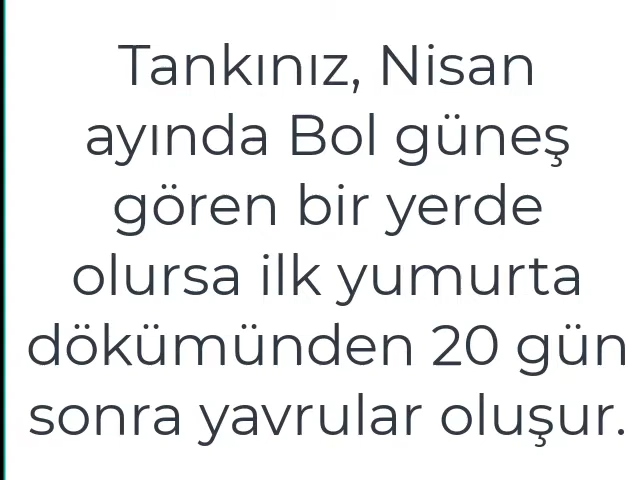 Tankınız, Nisan
ayında Bol güneş
gören bir yerde
olursa ilk yumurta
dökümünden 20 gün
sonra yavrular oluşur.